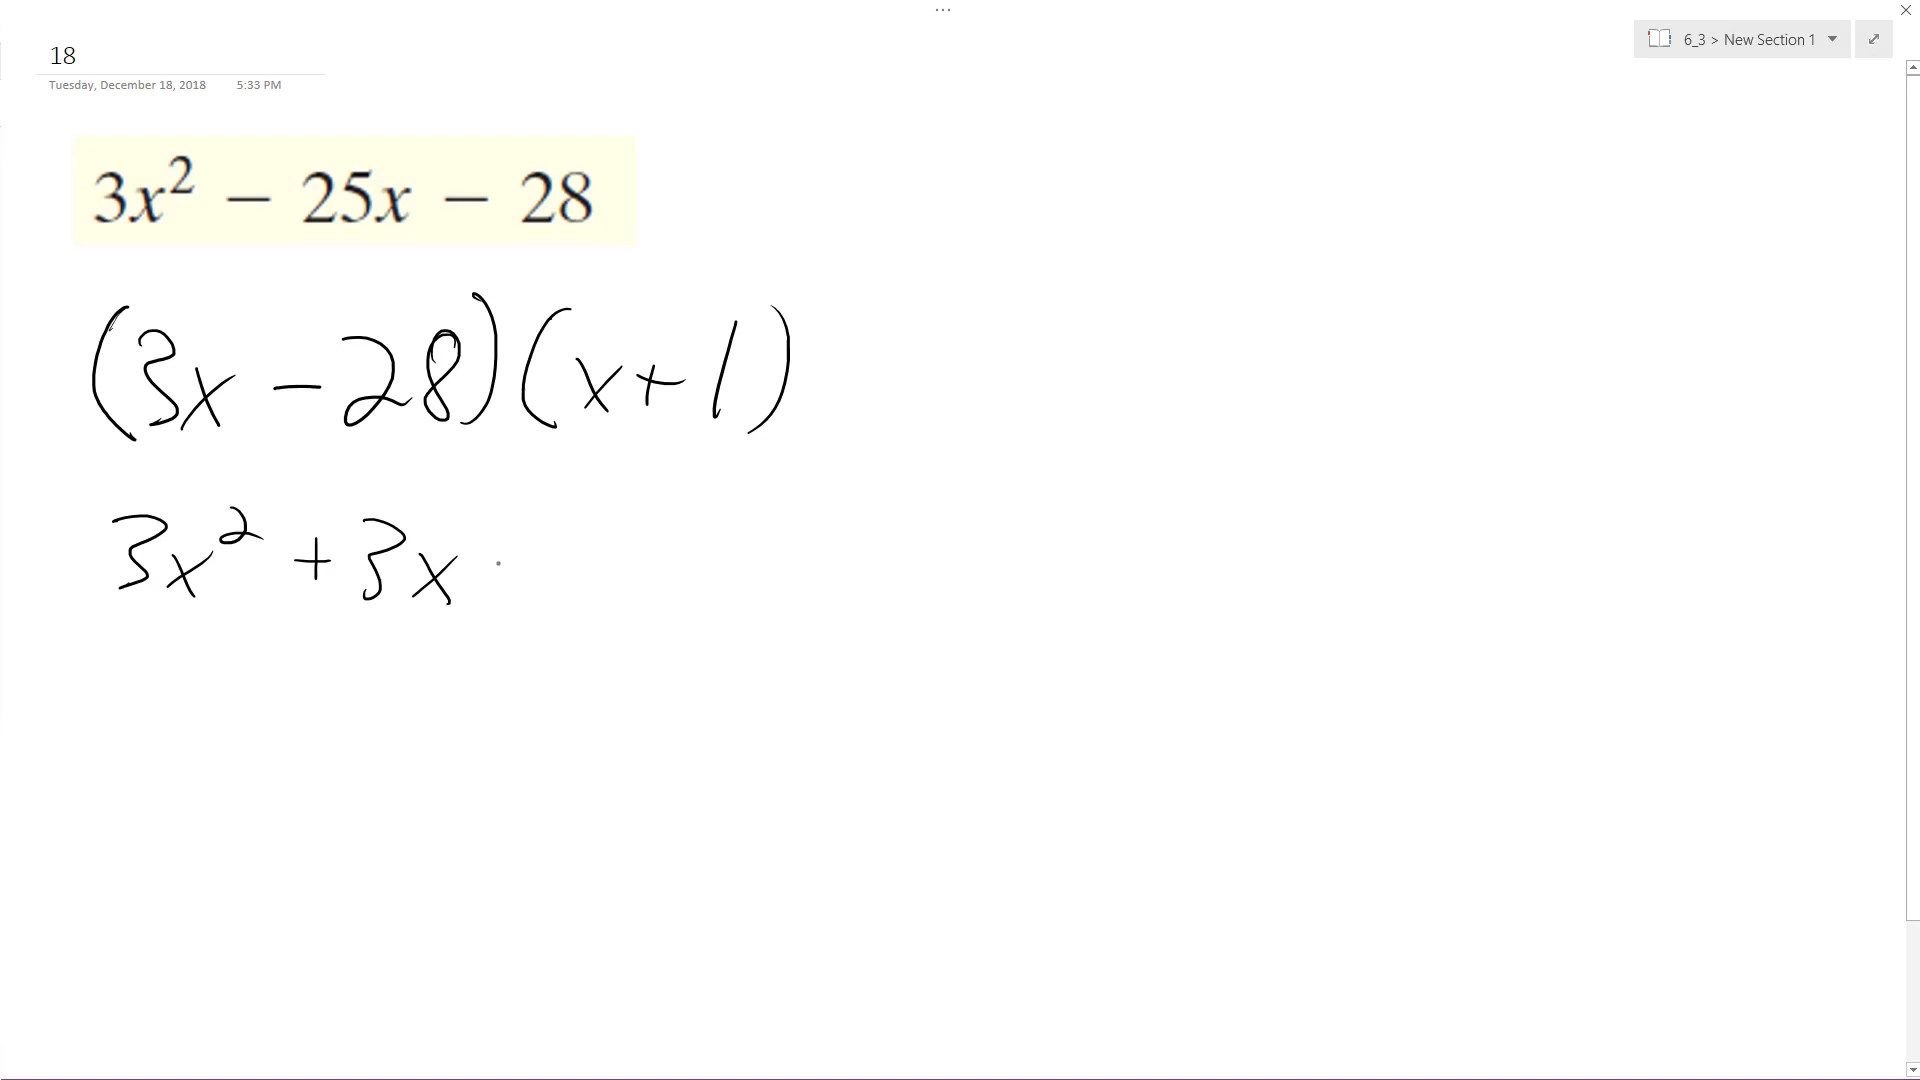 18
6_3 > New Section 1
Tuesday, December 18, 2018 5:33 PM
3x² − 25x − 28
(3x − 28)(x + 1)
3x² + 3x